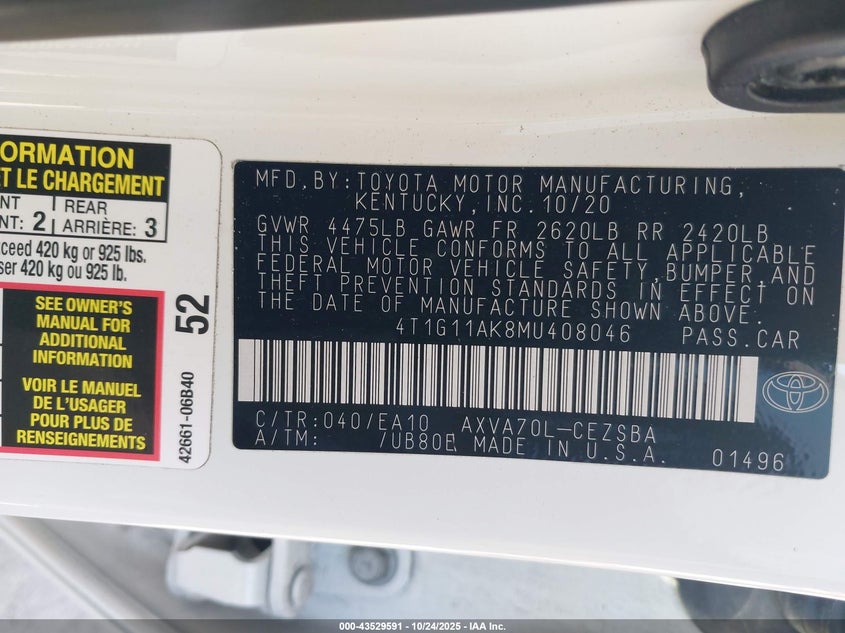 ORMATION
ET LE CHARGEMENT
NT 2 REAR 3
NT: ARRIÈRE:
xceed 420 kg or 925 lbs.
ser 420 kg ou 925 lb.
SEE OWNER'S
MANUAL FOR
ADDITIONAL
INFORMATION
VOIR LE MANUEL
DE L'USAGER
POUR PLUS DE
RENSEIGNEMENTS
52
42661-06B40
MFD. BY: TOYOTA MOTOR MANUFACTURING,
KENTUCKY, INC. 10/20
GVWR 4475LB GAWR FR 2620LB RR 2420LB
THIS VEHICLE CONFORMS TO ALL APPLICABLE
FEDERAL MOTOR VEHICLE SAFETY, BUMPER, AND
THEFT PREVENTION STANDARDS IN EFFECT ON
THE DATE OF MANUFACTURE SHOWN ABOVE.
4T1G11AK8MU408046 PASS.CAR
C/TR:040/EA10 AXVA70L-CEZSBA
A/TM: /UB80E MADE IN U.S.A. 01496
000-43529591 - 10/24/2025 - IAA Inc.